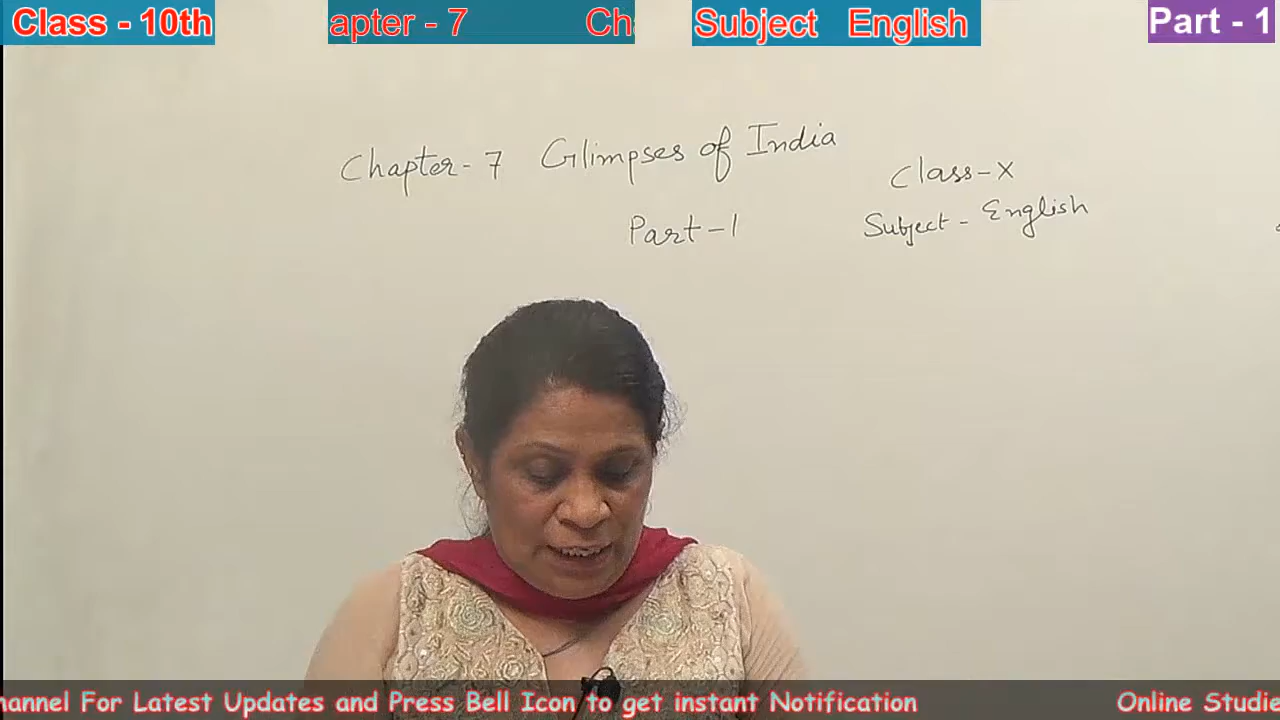 Class - 10th apter - 7 Subject English Part - 1
Chapter - 7 Glimpses of India
Class - X
Part - 1
Subject - English
hannel For Latest Updates and Press Bell Icon to get instant Notification Online Studie